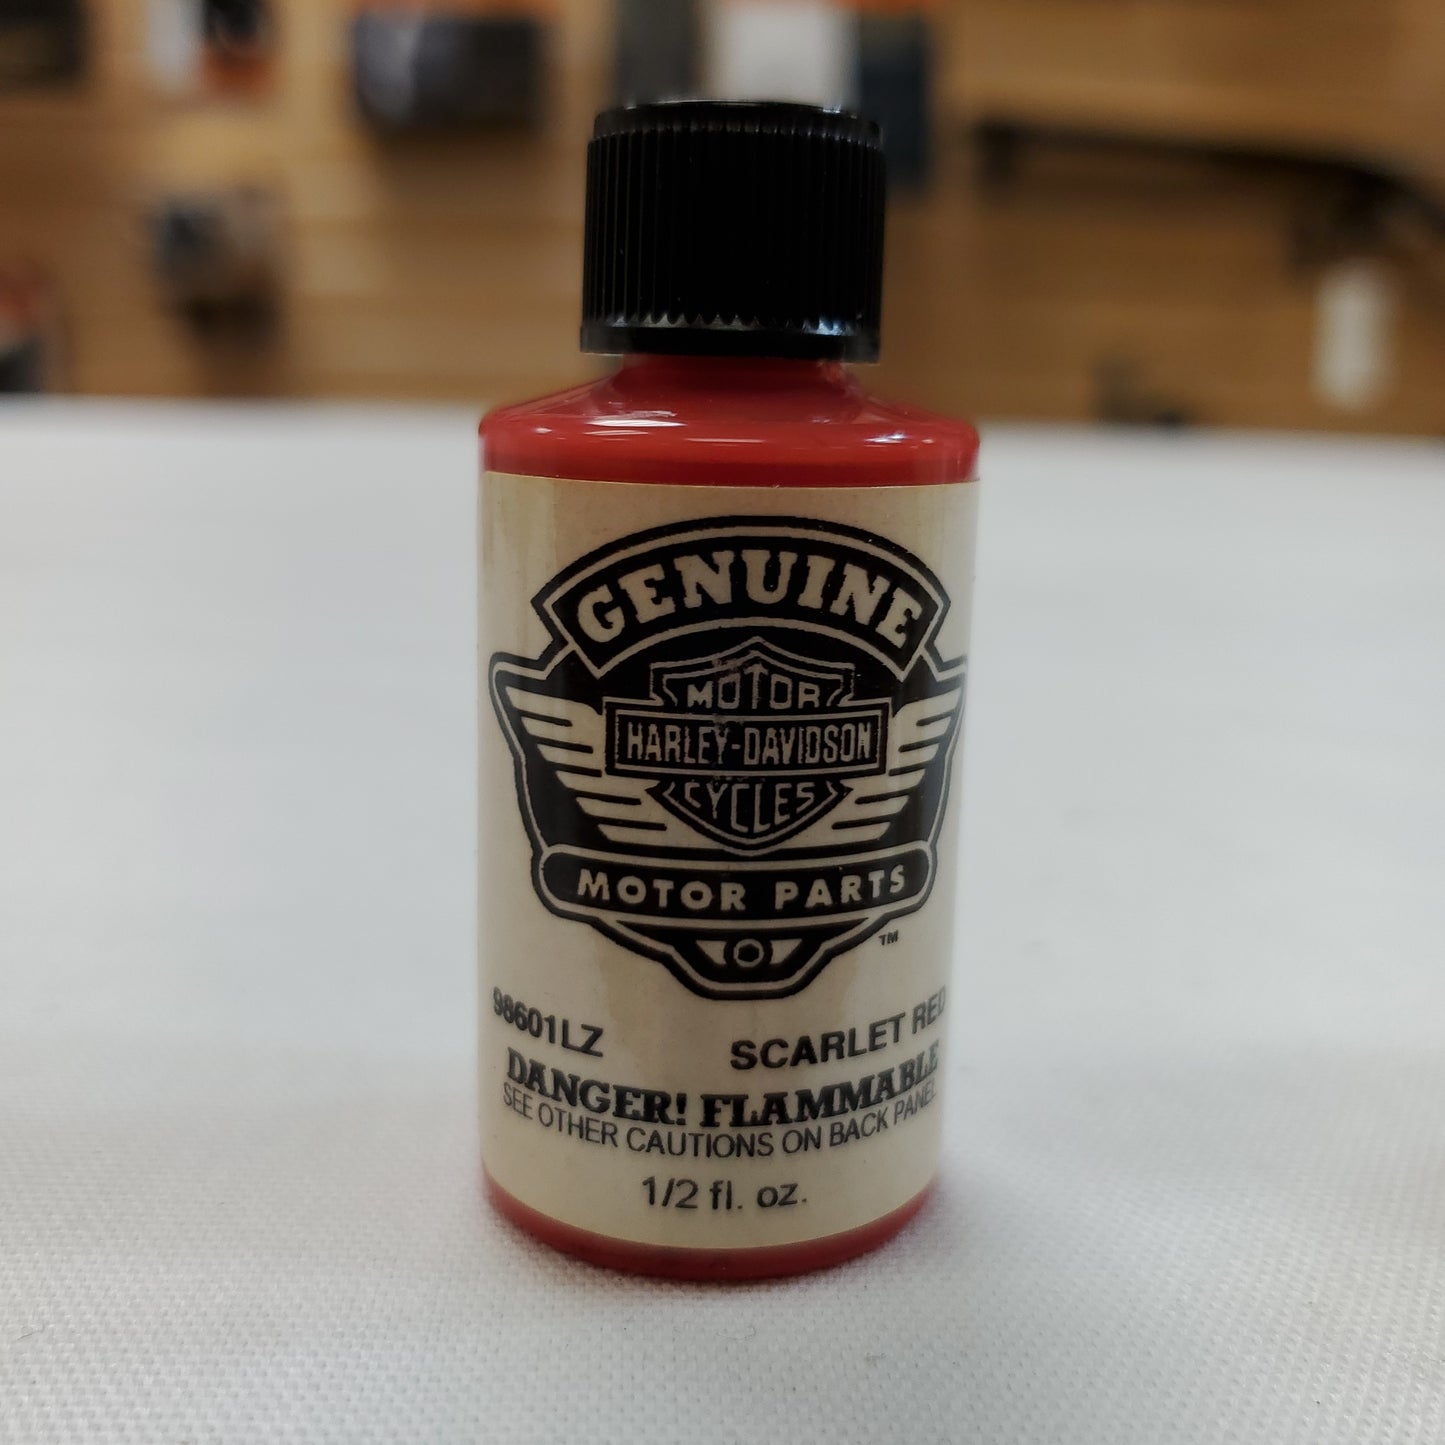 GENUINE
MOTOR
HARLEY-DAVIDSON
CYCLES
MOTOR PARTS
TM
98601LZ SCARLET RED
DANGER! FLAMMABLE
SEE OTHER CAUTIONS ON BACK PANEL
1/2 fl. oz.